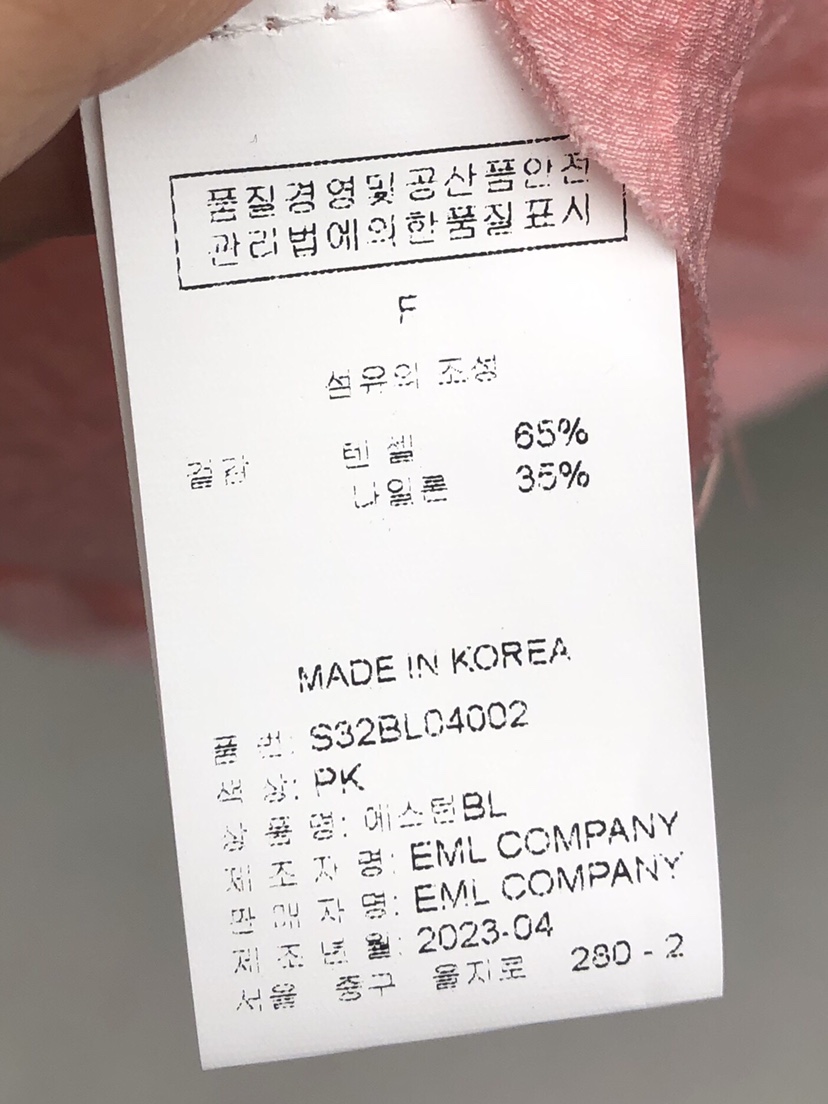 품질경영및공산품안전
관리법에의한품질표시
F
섬유의 조성
겉감 텐셀 65%
나일론 35%
MADE IN KOREA
품 번: S32BL04002
색 상: PK
상 품 명: 에스턴BL
제 조 자 명: EML COMPANY
판 매 자 명: EML COMPANY
제 조 년 월: 2023-04
서울 중구 을지로 280 - 2